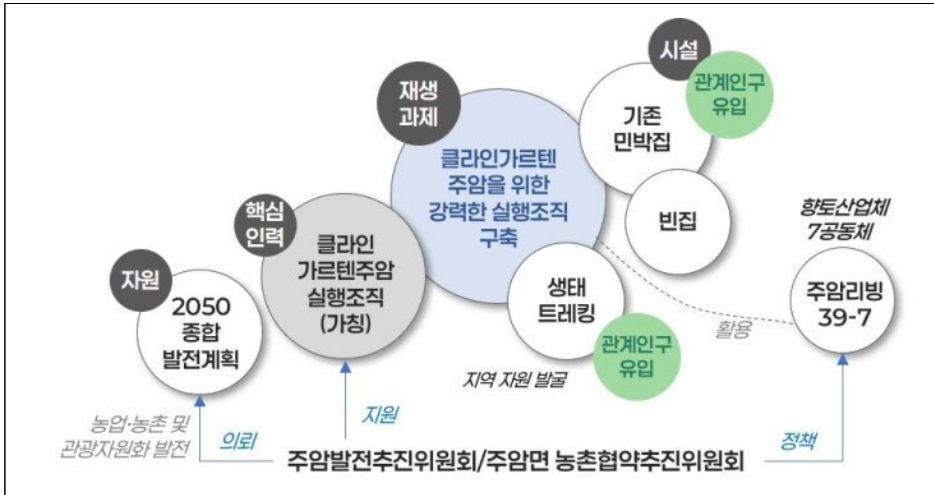 시설
관계인구
유입
기존
민박집
재생
과제
클라인가르텐
주암을 위한
강력한 실행조직
구축
빈집
핵심
인력
클라인
가르텐주암
실행조직
(가칭)
향토산업체
7공동체
주암리빙
39-7
자원
2050
종합
발전계획
생태
트레킹
관계인구
유입
활용
지역 자원 발굴
농업·농촌 및
관광자원화 발전
의뢰
지원
정책
주암발전추진위원회/주암면 농촌협약추진위원회